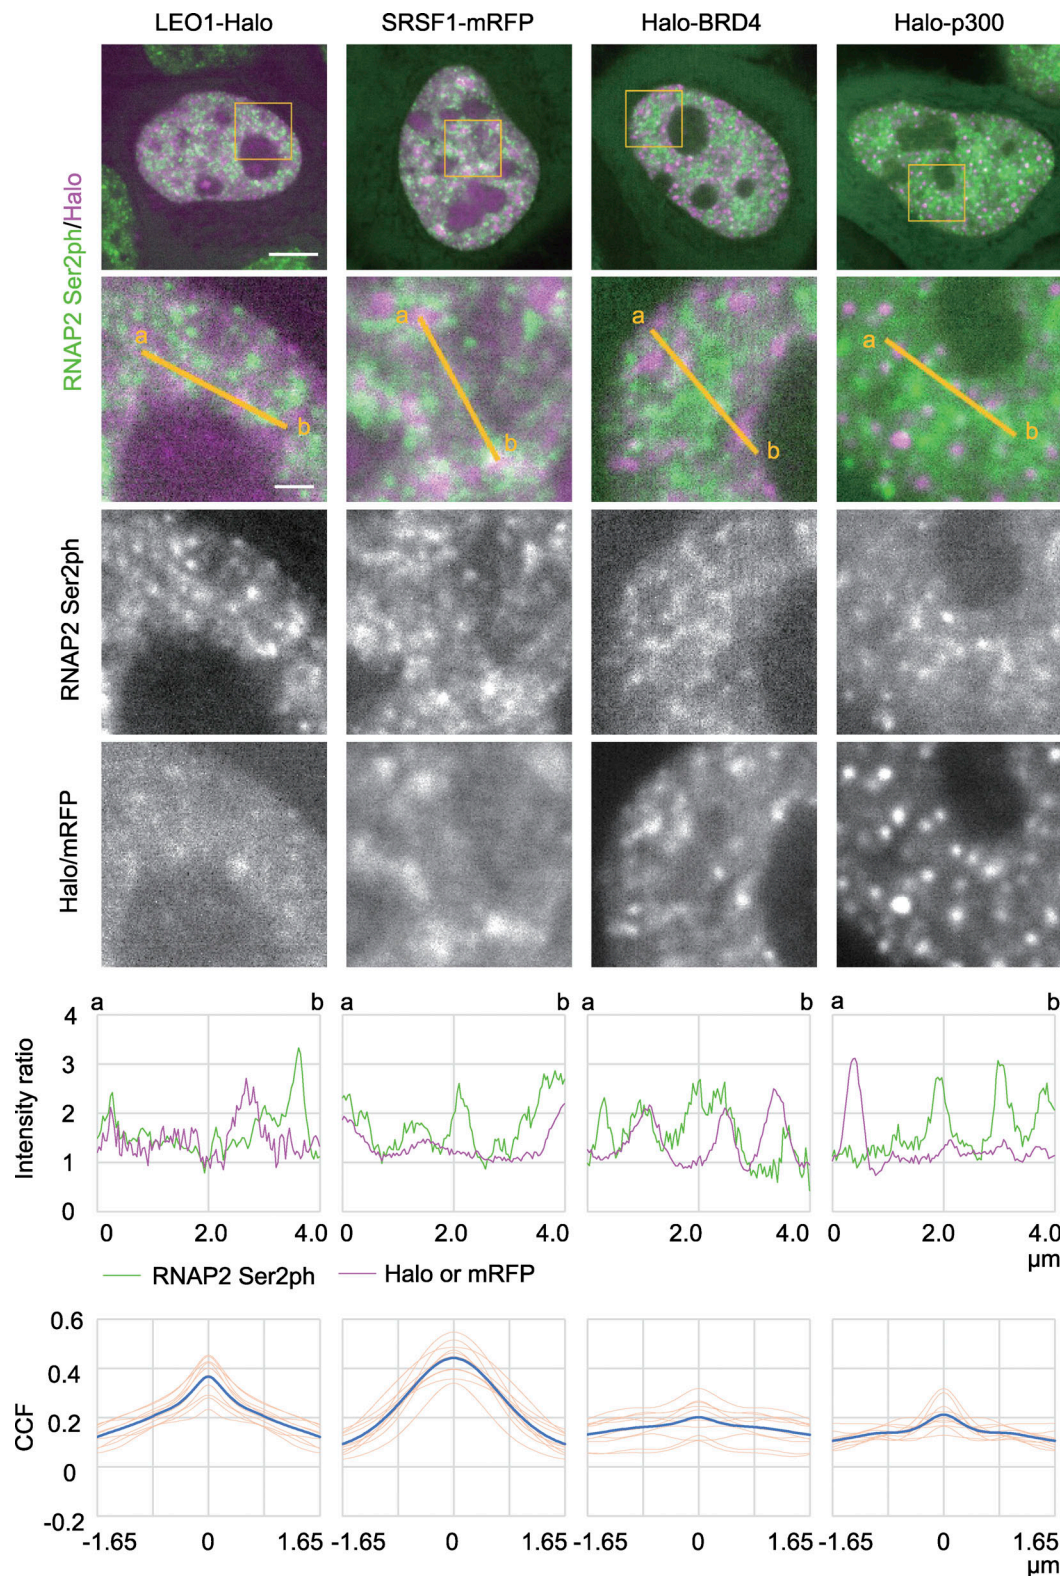 LEO1-Halo SRSF1-mRFP Halo-BRD4 Halo-p300
RNAP2 Ser2ph/Halo
a a a a
b b b b
RNAP2 Ser2ph
Halo/mRFP
a b a b a b a b
Intensity ratio
4
3
2
1
0
0 2.0 4.0 0 2.0 4.0 0 2.0 4.0 0 2.0 4.0
µm
RNAP2 Ser2ph Halo or mRFP
CCF
0.6
0.4
0.2
0
-0.2
-1.65 0 1.65 -1.65 0 1.65 -1.65 0 1.65 -1.65 0 1.65
µm